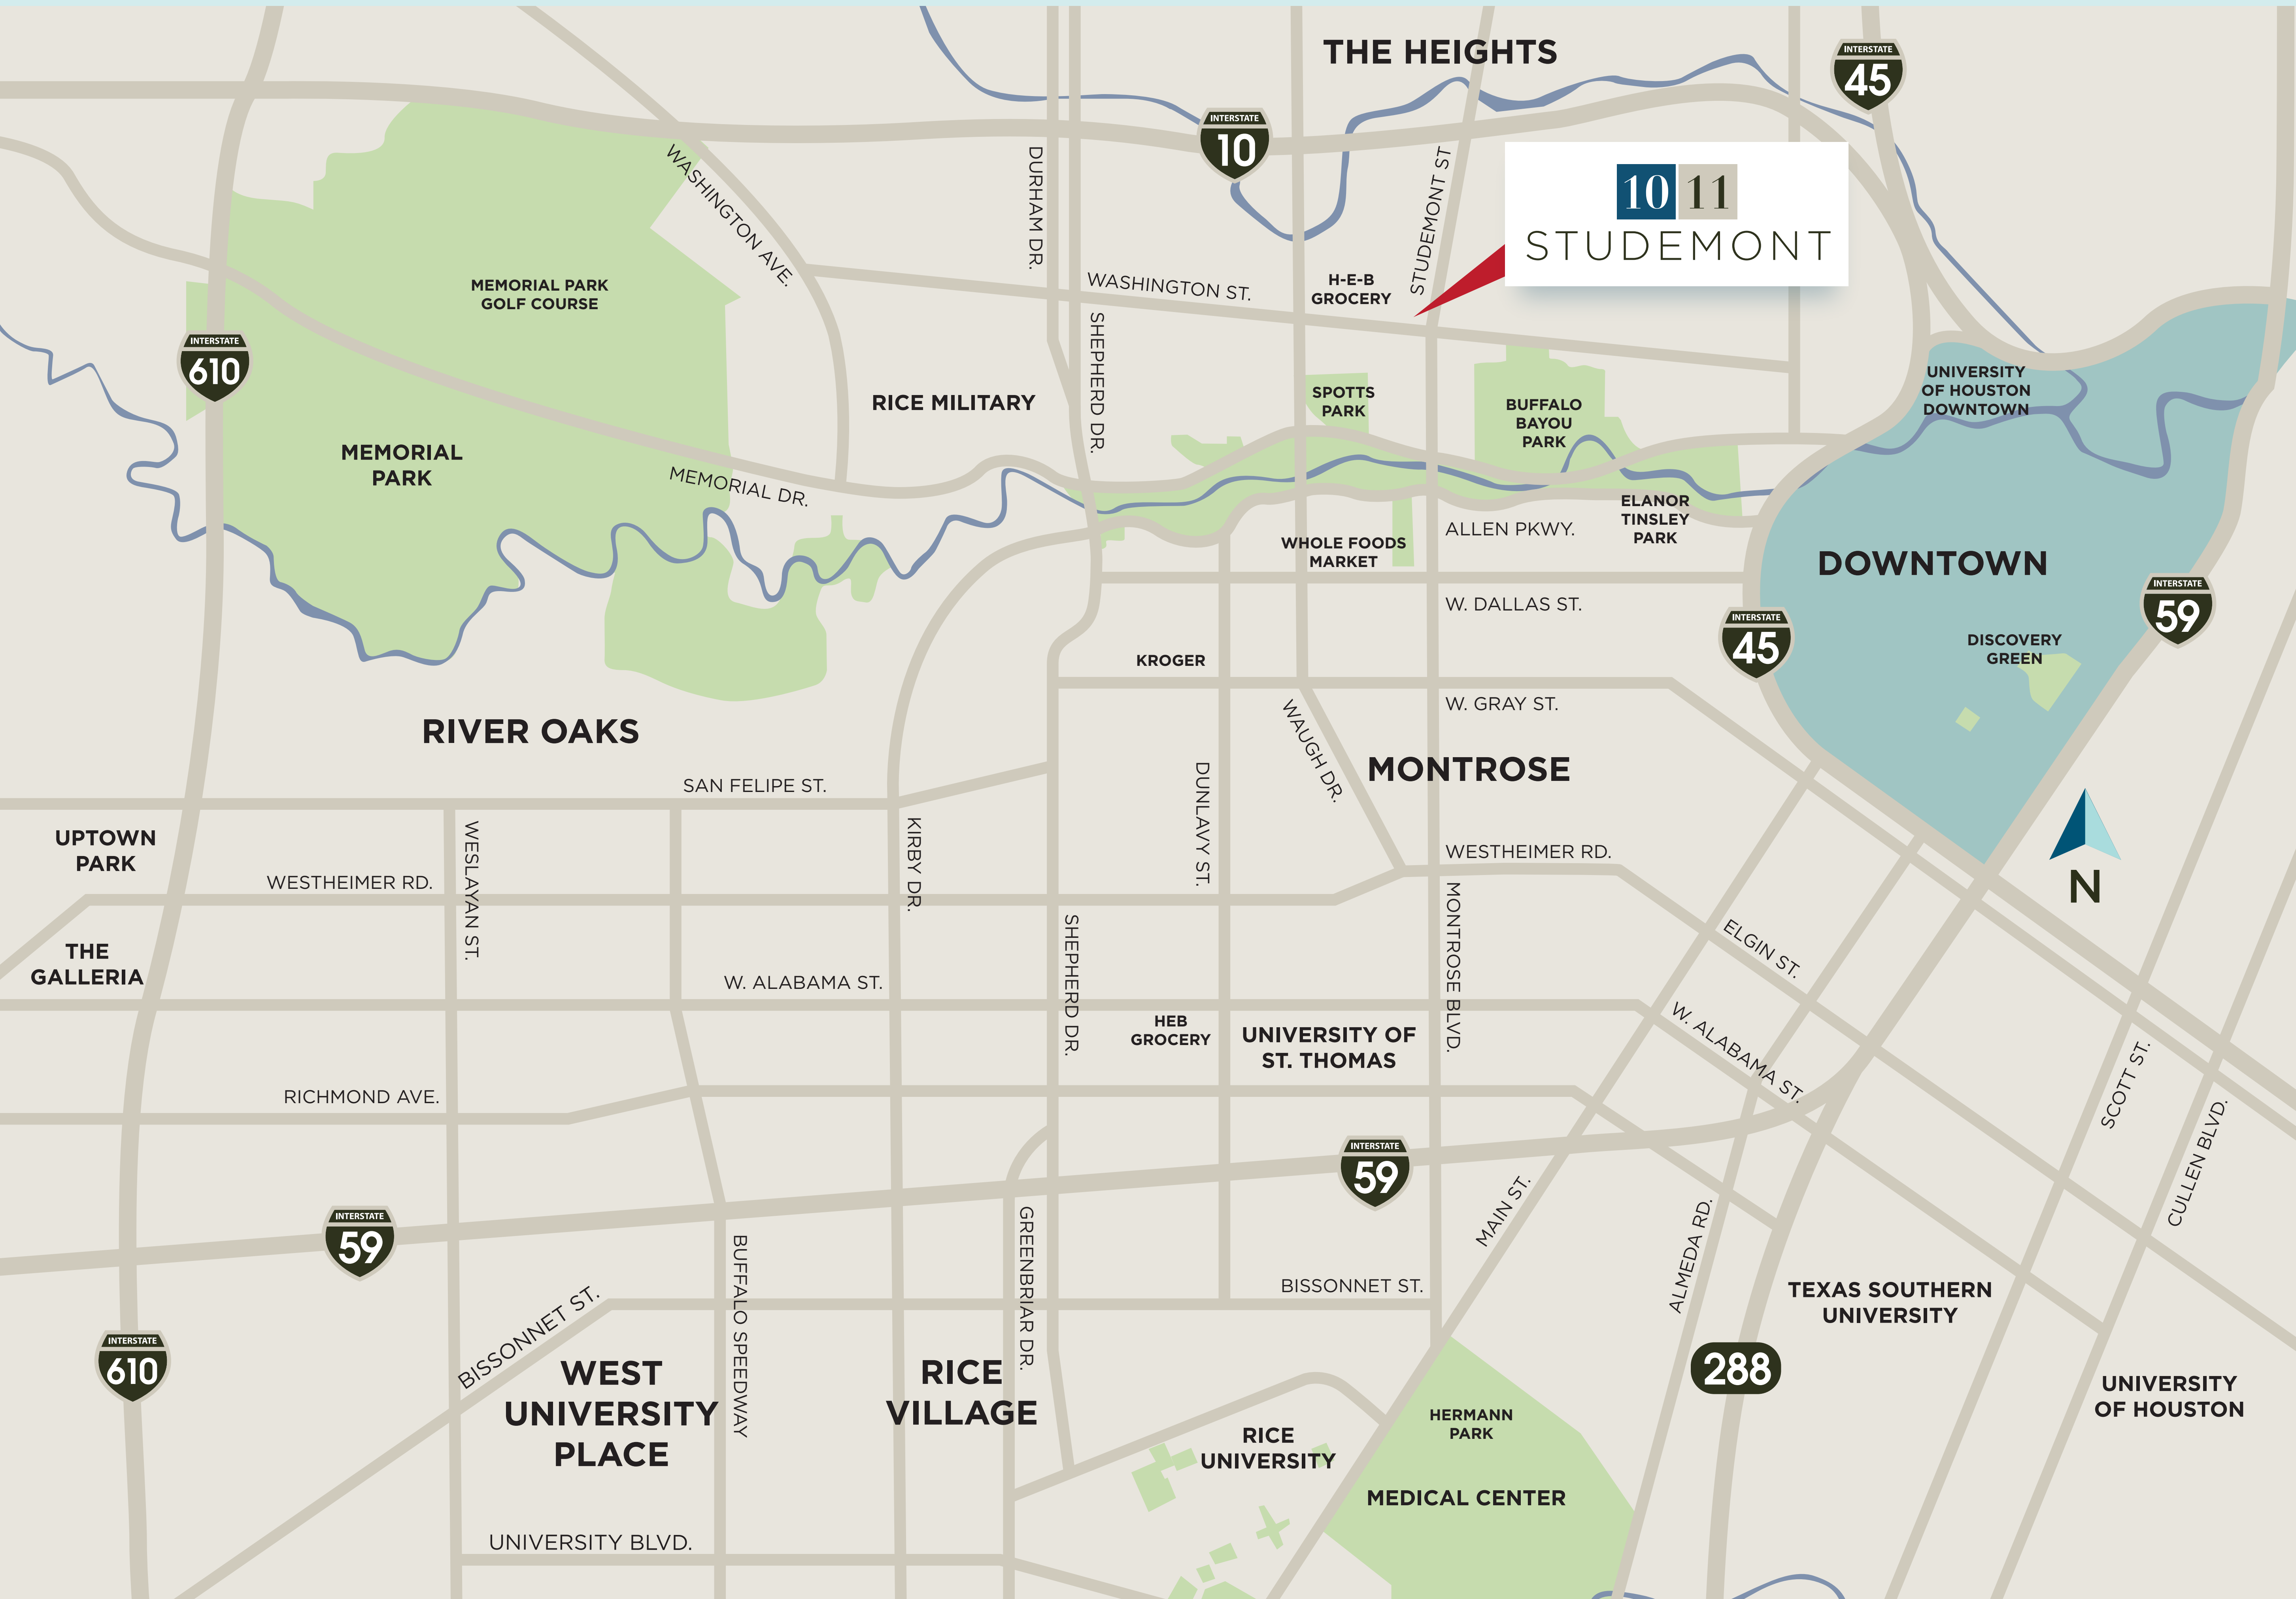 THE HEIGHTS
INTERSTATE
45
INTERSTATE
10
10 11
STUDEMONT
WASHINGTON AVE.
DURHAM DR.
STUDEMONT ST
MEMORIAL PARK
GOLF COURSE
WASHINGTON ST.
H-E-B
GROCERY
INTERSTATE
610
SHEPHERD DR.
RICE MILITARY
SPOTTS
PARK
BUFFALO
BAYOU
PARK
UNIVERSITY
OF HOUSTON
DOWNTOWN
MEMORIAL
PARK
MEMORIAL DR.
ELANOR
TINSLEY
PARK
ALLEN PKWY.
WHOLE FOODS
MARKET
DOWNTOWN
W. DALLAS ST.
INTERSTATE
59
INTERSTATE
45
DISCOVERY
GREEN
KROGER
W. GRAY ST.
RIVER OAKS
WAUGH DR.
MONTROSE
SAN FELIPE ST.
DUNLAVY ST.
UPTOWN
PARK
WESLAYAN ST.
KIRBY DR.
WESTHEIMER RD.
WESTHEIMER RD.
N
THE
GALLERIA
SHEPHERD DR.
MONTROSE BLVD.
ELGIN ST.
W. ALABAMA ST.
HEB
GROCERY
UNIVERSITY OF
ST. THOMAS
W. ALABAMA ST.
RICHMOND AVE.
SCOTT ST.
CULLEN BLVD.
INTERSTATE
59
INTERSTATE
59
MAIN ST.
ALMEDA RD.
BUFFALO SPEEDWAY
GREENBRIAR DR.
BISSONNET ST.
BISSONNET ST.
TEXAS SOUTHERN
UNIVERSITY
INTERSTATE
610
288
WEST
UNIVERSITY
PLACE
RICE
VILLAGE
UNIVERSITY
OF HOUSTON
HERMANN
PARK
RICE
UNIVERSITY
MEDICAL CENTER
UNIVERSITY BLVD.